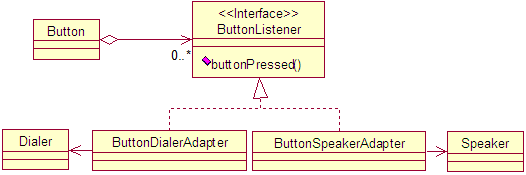 <<Interface>>
Button
ButtonListener
0..*
buttonPressed()
Dialer
ButtonDialerAdapter
ButtonSpeakerAdapter
Speaker